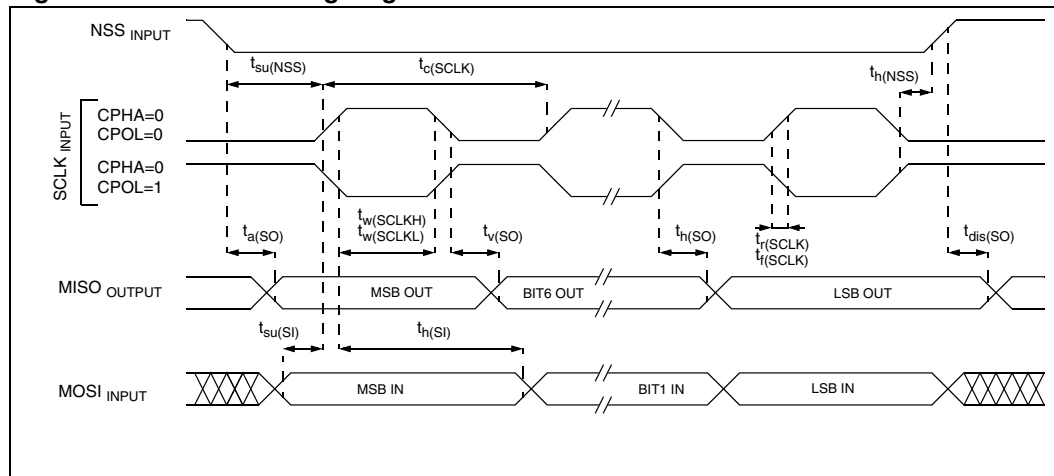 NSS INPUT
tsu(NSS)
tc(SCLK)
th(NSS)
SCLK INPUT
CPHA=0
CPOL=0
CPHA=0
CPOL=1
ta(SO)
tw(SCLKH)
tw(SCLKL)
tv(SO)
th(SO)
tr(SCLK)
tf(SCLK)
tdis(SO)
MISO OUTPUT
MSB OUT
BIT6 OUT
LSB OUT
tsu(SI)
th(SI)
MOSI INPUT
MSB IN
BIT1 IN
LSB IN